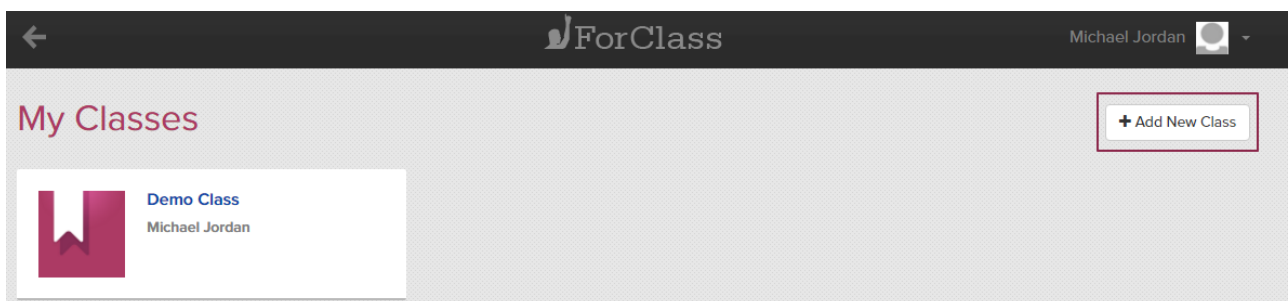 ForClass
Michael Jordan
My Classes
+ Add New Class
Demo Class
Michael Jordan